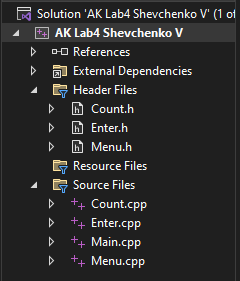 Solution 'AK Lab4 Shevchenko V' (1 of
AK Lab4 Shevchenko V
References
External Dependencies
Header Files
Count.h
Enter.h
Menu.h
Resource Files
Source Files
Count.cpp
Enter.cpp
Main.cpp
Menu.cpp